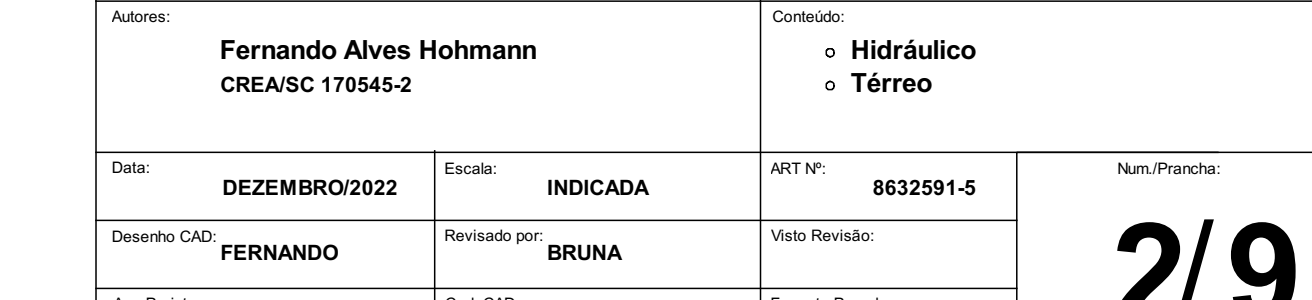 Autores:
Fernando Alves Hohmann
CREA/SC 170545-2
Conteúdo:
Hidráulico
Térreo
Data:
DEZEMBRO/2022
Escala:
INDICADA
ART Nº:
8632591-5
Num./Prancha:
2/9
Desenho CAD:
FERNANDO
Revisado por:
BRUNA
Visto Revisão: